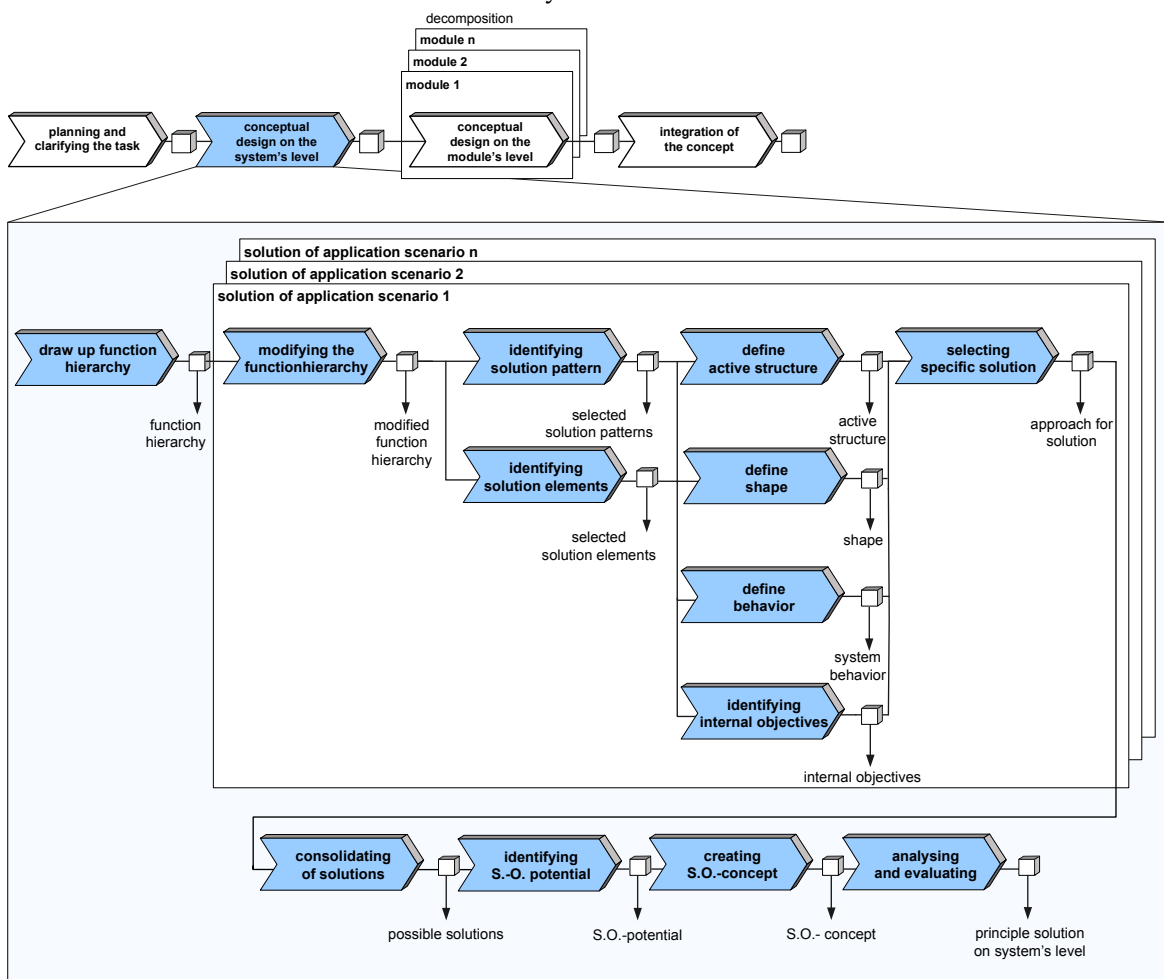 decomposition
module n
module 2
module 1
planning and
clarifying the task
conceptual
design on the
system's level
conceptual
design on the
module's level
integration of
the concept
solution of application scenario n
solution of application scenario 2
solution of application scenario 1
draw up function
hierarchy
modifying the
functionhierarchy
identifying
solution pattern
define
active structure
selecting
specific solution
function
hierarchy
modified
function
hierarchy
selected
solution patterns
active
structure
approach for
solution
identifying
solution elements
define
shape
selected
solution elements
shape
define
behavior
system
behavior
identifying
internal objectives
internal objectives
consolidating
of solutions
identifying
S.-O. potential
creating
S.O.-concept
analysing
and evaluating
possible solutions
S.O.-potential
S.O.- concept
principle solution
on system's level